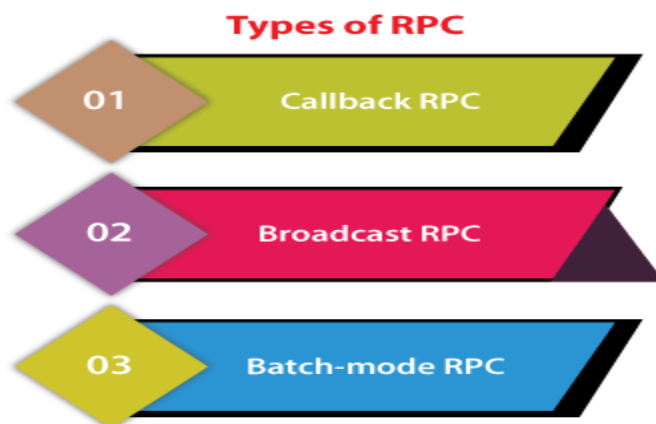 Types of RPC
01
Callback RPC
02
Broadcast RPC
03
Batch-mode RPC